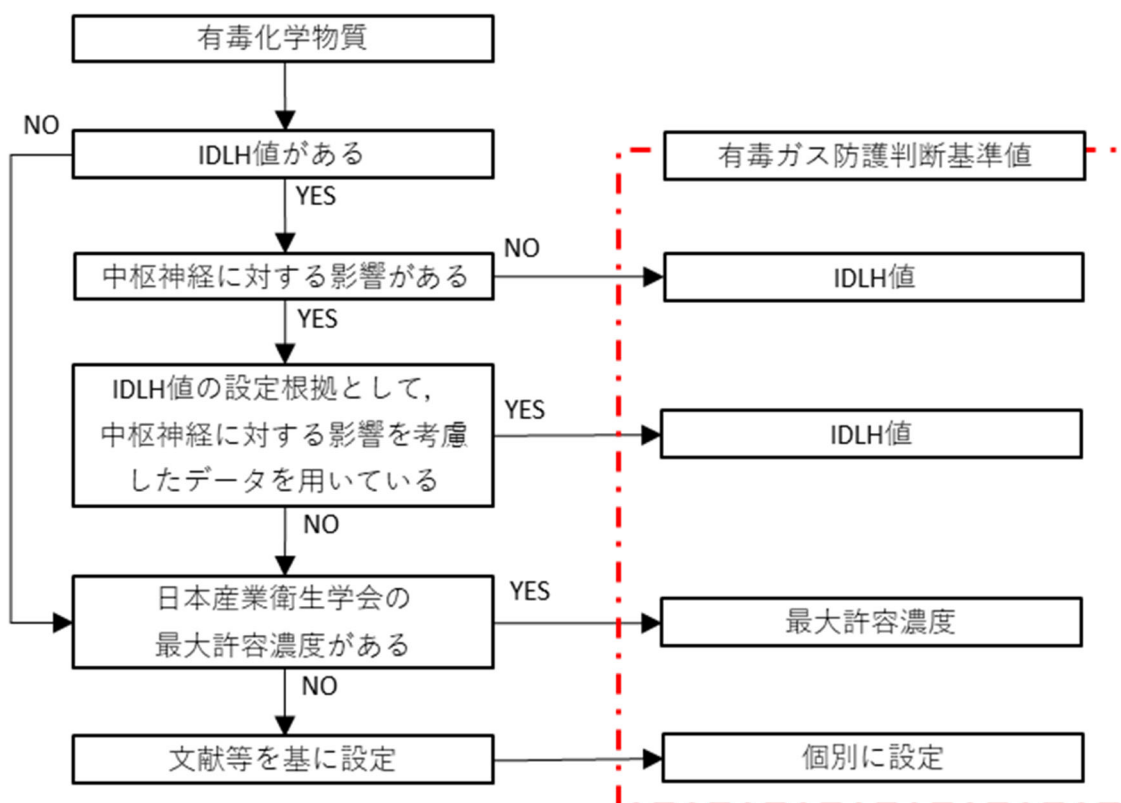 有毒化学物質
NO
IDLH値がある
有毒ガス防護判断基準値
YES
中枢神経に対する影響がある
NO
IDLH値
YES
IDLH値の設定根拠として，
中枢神経に対する影響を考慮
したデータを用いている
YES
IDLH値
NO
日本産業衛生学会の
最大許容濃度がある
YES
最大許容濃度
NO
文献等を基に設定
個別に設定